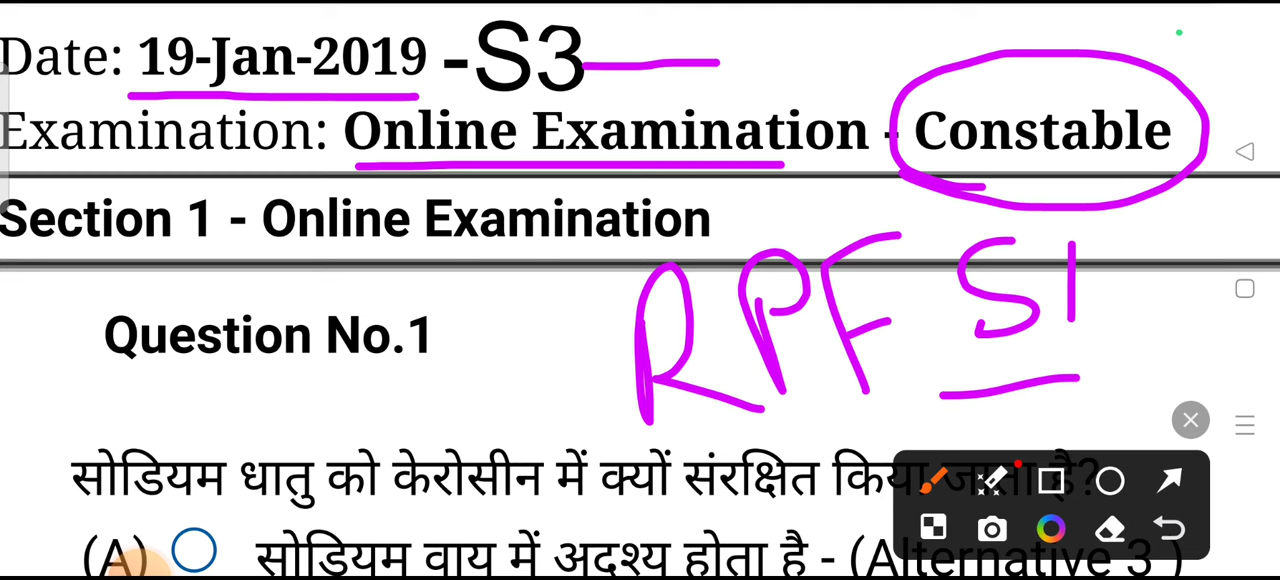 Date: 19-Jan-2019 -S3
Examination: Online Examination - Constable
Section 1 - Online Examination
RPF SI
Question No.1
सोडियम धातु को केरोसीन में क्यों संरक्षित किया जाता है?
(A) सोडियम वायु में अदृश्य होता है - (Alternative 3 )